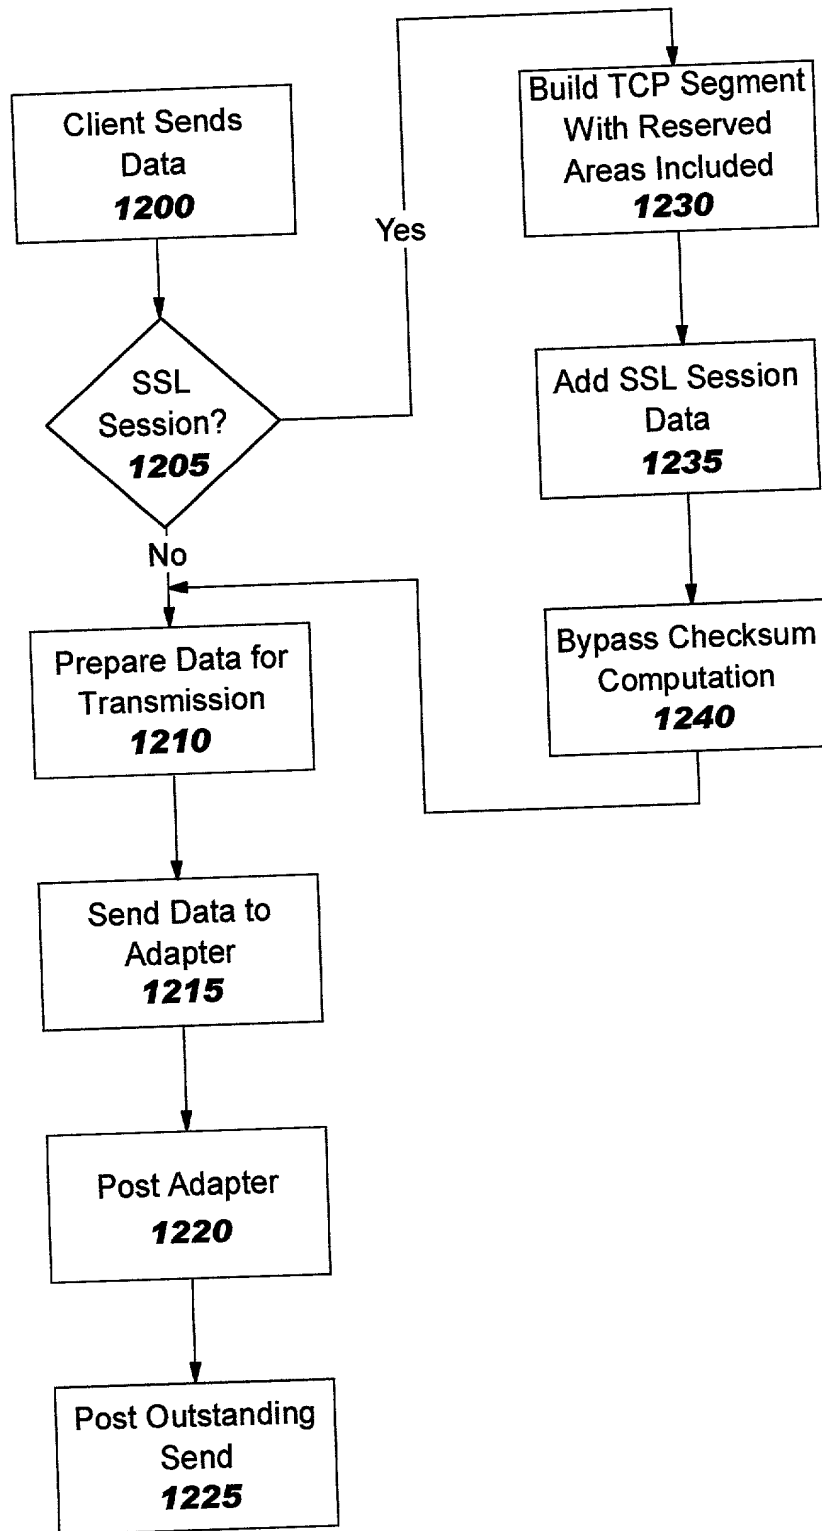 Client Sends
Data
1200
SSL
Session?
1205
Yes
No
Build TCP Segment
With Reserved
Areas Included
1230
Add SSL Session
Data
1235
Bypass Checksum
Computation
1240
Prepare Data for
Transmission
1210
Send Data to
Adapter
1215
Post Adapter
1220
Post Outstanding
Send
1225